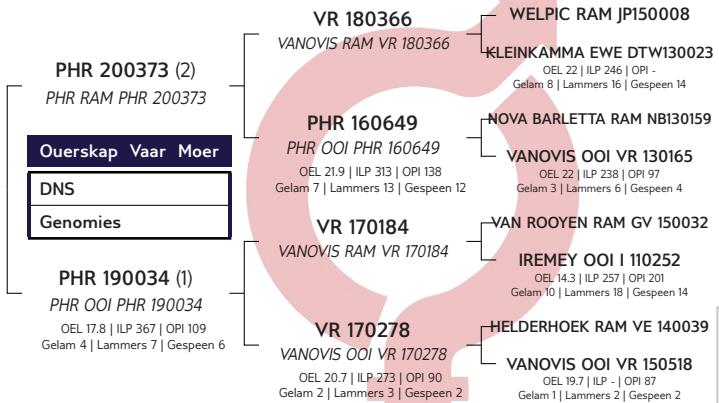 PHR 200373 (2)
PHR RAM PHR 200373
Ouerskap Vaar Moer
DNS
Genomies
PHR 190034 (1)
PHR OOI PHR 190034
OEL 17.8 | ILP 367 | OPI 109
Gelam 4 | Lammers 7 | Gespeen 6
VR 180366
VANOVIS RAM VR 180366
PHR 160649
PHR OOI PHR 160649
OEL 21.9 | ILP 313 | OPI 138
Gelam 7 | Lammers 13 | Gespeen 12
VR 170184
VANOVIS RAM VR 170184
VR 170278
VANOVIS OOI VR 170278
OEL 20.7 | ILP 273 | OPI 90
Gelam 2 | Lammers 3 | Gespeen 2
WELPIC RAM JP150008
KLEINKAMMA EWE DTW130023
OEL 22 | ILP 246 | OPI -
Gelam 8 | Lammers 16 | Gespeen 14
NOVA BARLETTA RAM NB130159
VANOVIS OOI VR 130165
OEL 22 | ILP 238 | OPI 97
Gelam 3 | Lammers 6 | Gespeen 4
VAN ROOYEN RAM GV 150032
IREMEY OOI I 110252
OEL 14.3 | ILP 257 | OPI 201
Gelam 10 | Lammers 18 | Gespeen 14
HELDERHOEK RAM VE 140039
VANOVIS OOI VR 150518
OEL 19.7 | ILP - | OPI 87
Gelam 1 | Lammers 2 | Gespeen 2